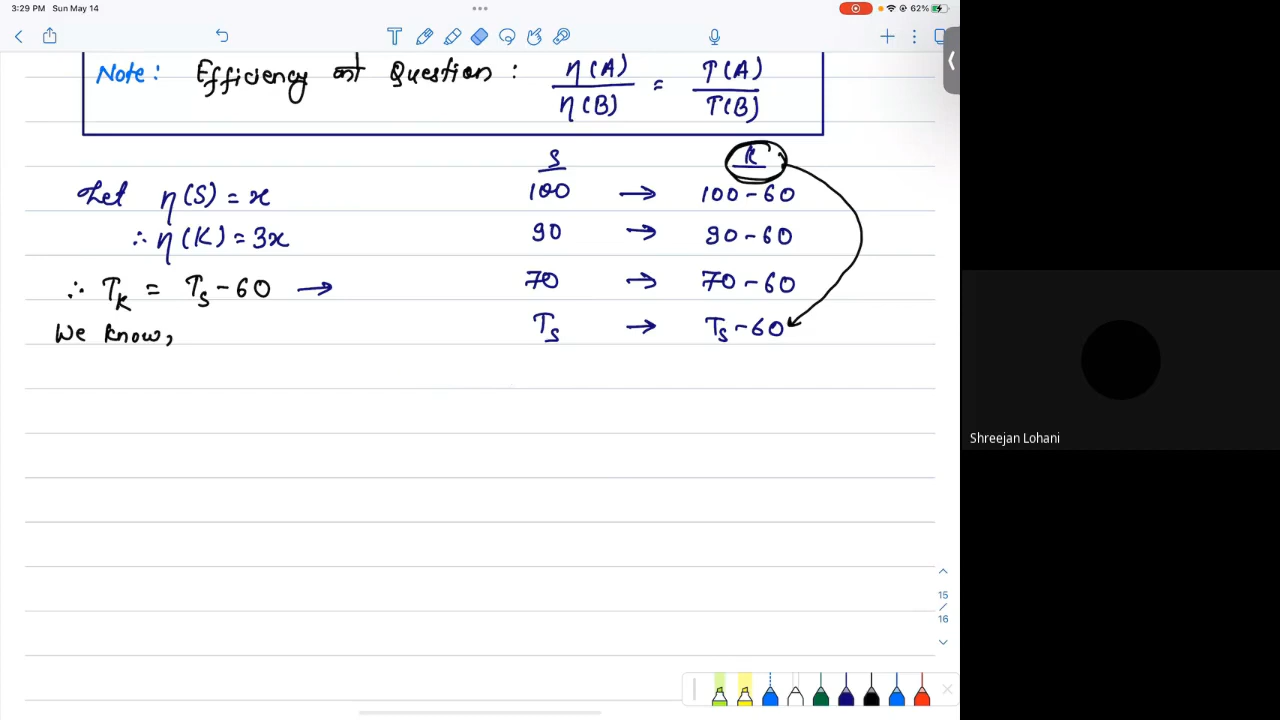 3:29 PM Sun May 14
62%
Note: Efficiency Question : η(A)/η(B) = T(A)/T(B)
S K
Let η(S) = x 100 → 100 - 60
∴ η(K) = 3x 90 → 90 - 60
∴ T_K = T_S - 60 → 70 → 70 - 60
We know, T_S → T_S - 60
Shreejan Lohani
15
/
16